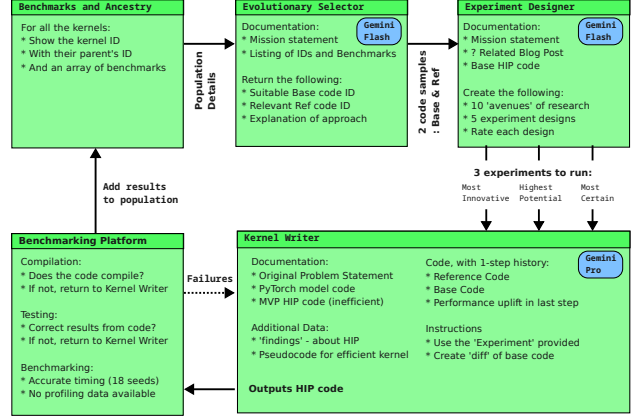 Benchmarks and Ancestry
For all the kernels:
* Show the kernel ID
* With their parent's ID
* And an array of benchmarks
Population
Details
Evolutionary Selector
Gemini
Flash
Documentation:
* Mission statement
* Listing of IDs and Benchmarks
Return the following:
* Suitable Base code ID
* Relevant Ref code ID
* Explanation of approach
2 code samples
: Base & Ref
Experiment Designer
Gemini
Flash
Documentation:
* Mission statement
* ? Related Blog Post
* Base HIP code
Create the following:
* 10 'avenues' of research
* 5 experiment designs
* Rate each design
3 experiments to run:
Most
Innovative
Highest
Potential
Most
Certain
Kernel Writer
Gemini
Pro
Documentation:
* Original Problem Statement
* PyTorch model code
* MVP HIP code (inefficient)
Additional Data:
* 'findings' - about HIP
* Pseudocode for efficient kernel
Code, with 1-step history:
* Reference Code
* Base Code
* Performance uplift in last step
Instructions
* Use the 'Experiment' provided
* Create 'diff' of base code
Outputs HIP code
Failures
Benchmarking Platform
Compilation:
* Does the code compile?
* If not, return to Kernel Writer
Testing:
* Correct results from code?
* If not, return to Kernel Writer
Benchmarking:
* Accurate timing (18 seeds)
* No profiling data available
Add results
to population